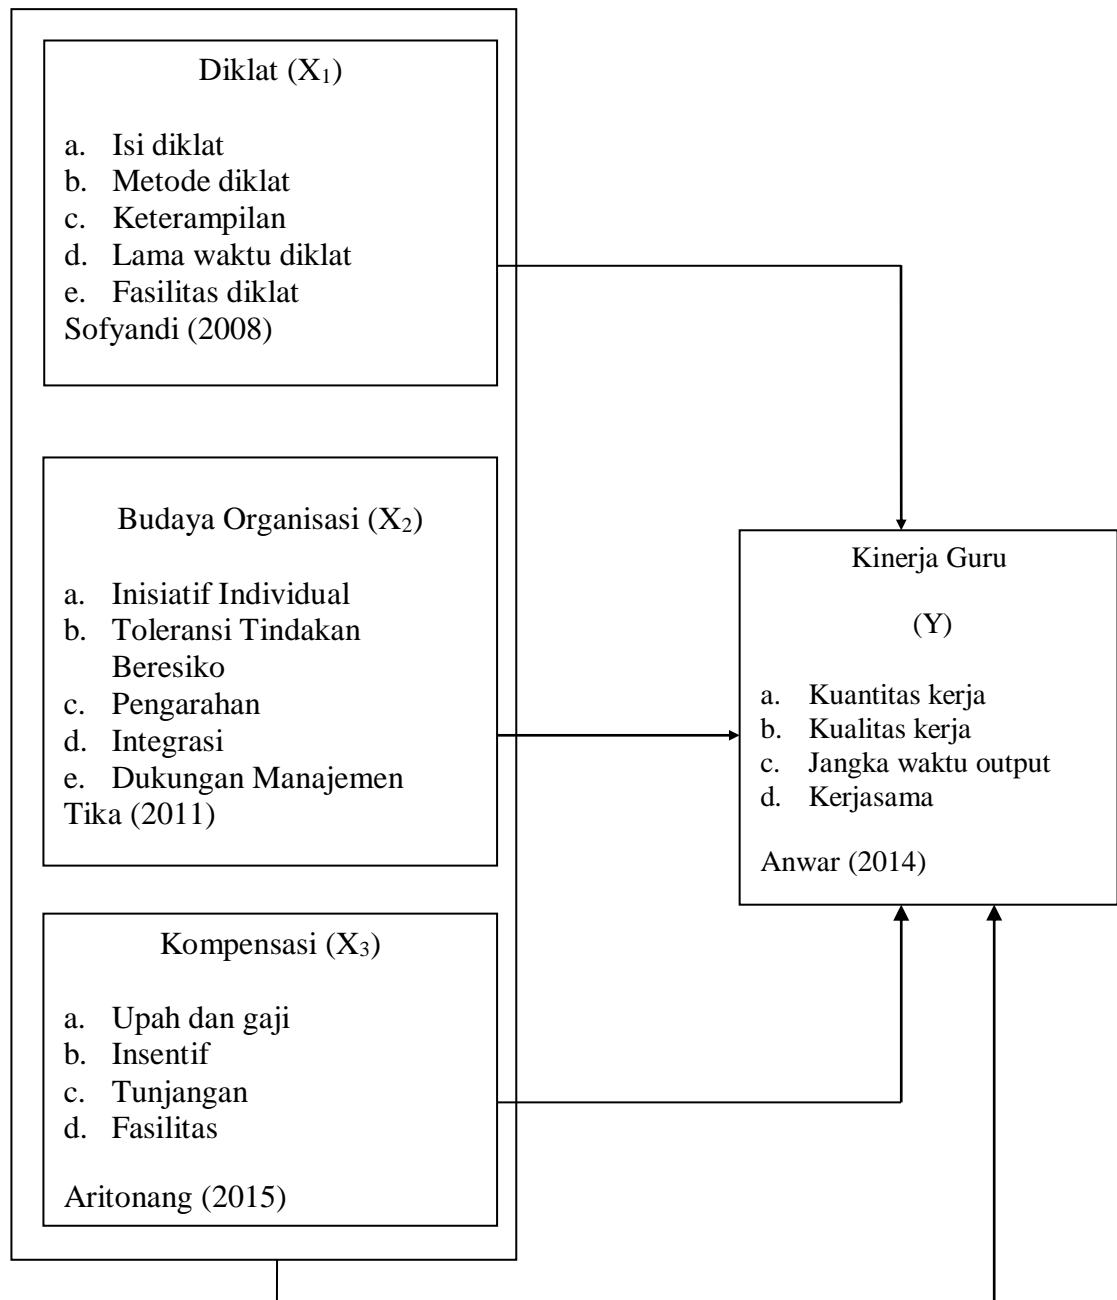 Diklat (X₁)
a. Isi diklat
b. Metode diklat
c. Keterampilan
d. Lama waktu diklat
e. Fasilitas diklat
Sofyandi (2008)
Budaya Organisasi (X₂)
a. Inisiatif Individual
b. Toleransi Tindakan
Beresiko
c. Pengarahan
d. Integrasi
e. Dukungan Manajemen
Tika (2011)
Kompensasi (X₃)
a. Upah dan gaji
b. Insentif
c. Tunjangan
d. Fasilitas
Aritonang (2015)
Kinerja Guru
(Y)
a. Kuantitas kerja
b. Kualitas kerja
c. Jangka waktu output
d. Kerjasama
Anwar (2014)